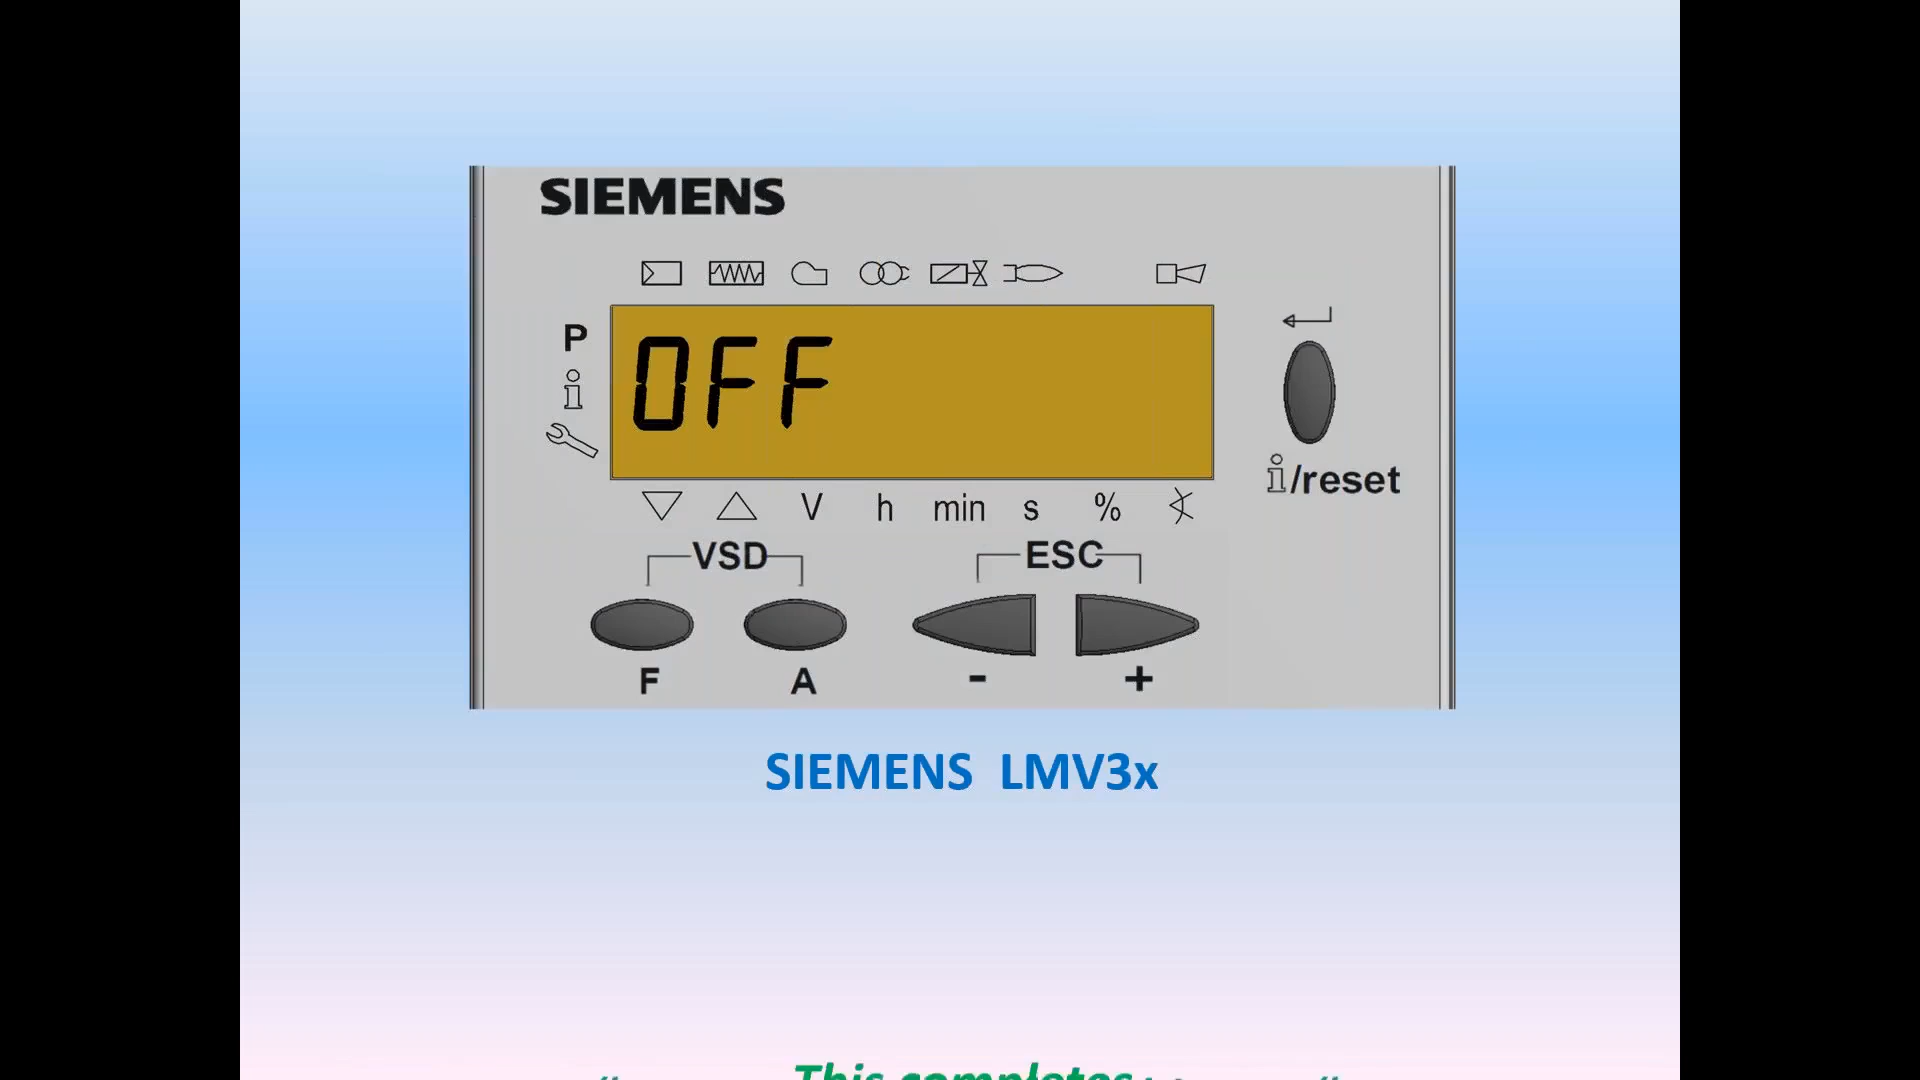 SIEMENS
P
i
OFF
i/reset
V h min s %
VSD ESC
F A - +
SIEMENS LMV3x
This completes